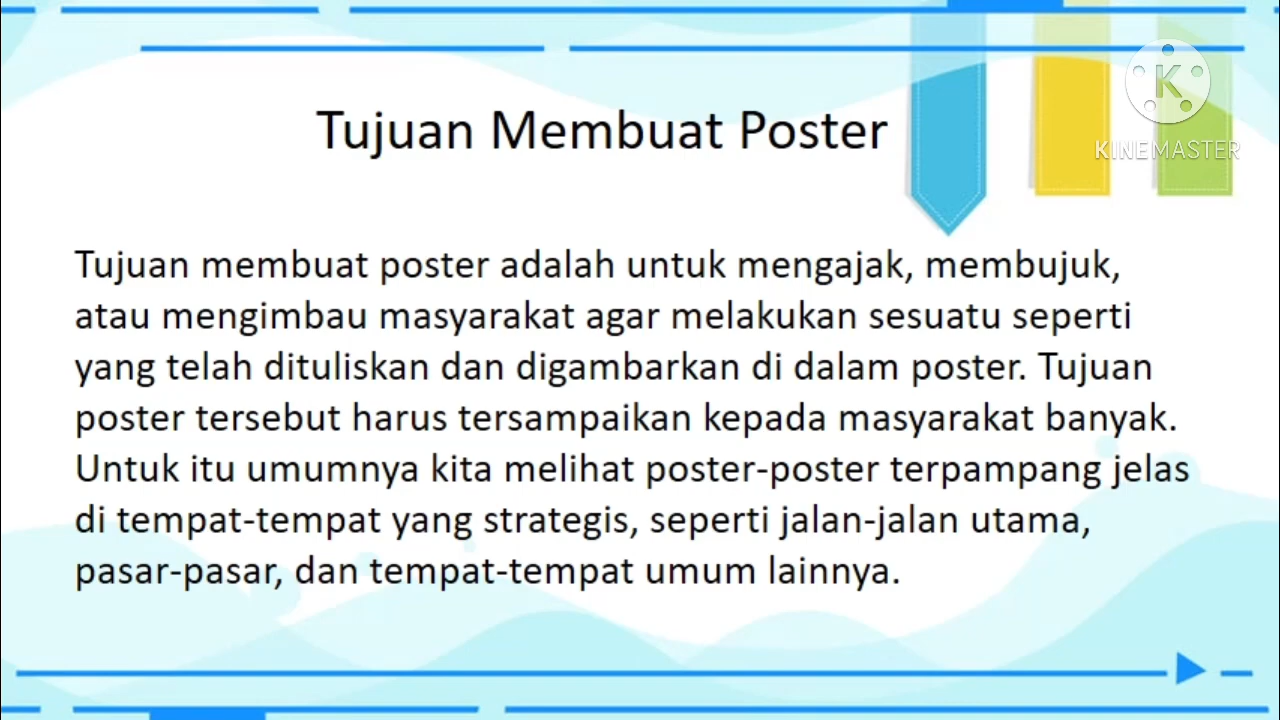 K
KINEMASTER
Tujuan Membuat Poster
Tujuan membuat poster adalah untuk mengajak, membujuk,
atau mengimbau masyarakat agar melakukan sesuatu seperti
yang telah dituliskan dan digambarkan di dalam poster. Tujuan
poster tersebut harus tersampaikan kepada masyarakat banyak.
Untuk itu umumnya kita melihat poster-poster terpampang jelas
di tempat-tempat yang strategis, seperti jalan-jalan utama,
pasar-pasar, dan tempat-tempat umum lainnya.